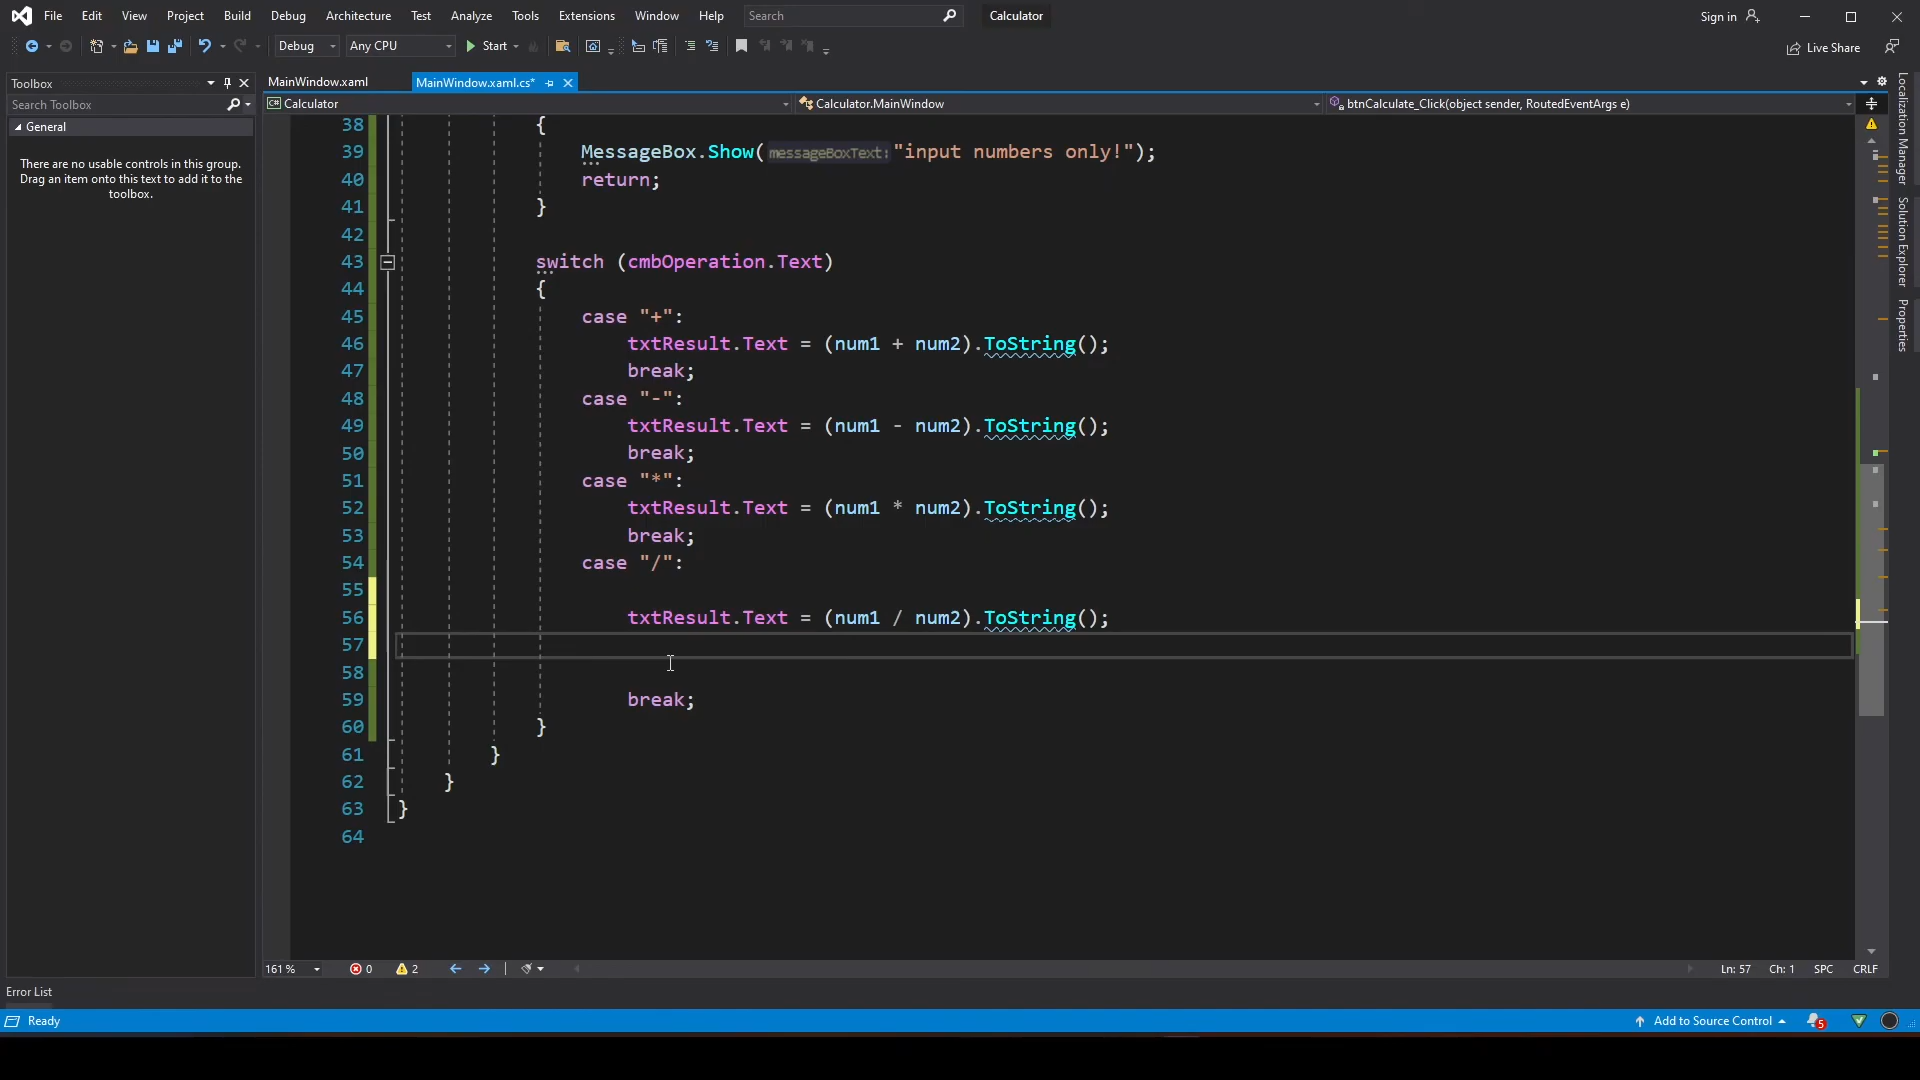 File Edit View Project Build Debug Architecture Test Analyze Tools Extensions Window Help Search Calculator Sign in
Debug Any CPU Start Live Share
Toolbox
Search Toolbox
General
There are no usable controls in this group.
Drag an item onto this text to add it to the
toolbox.
MainWindow.xaml MainWindow.xaml.cs*
C# Calculator Calculator.MainWindow btnCalculate_Click(object sender, RoutedEventArgs e)
38 {
39 MessageBox.Show(messageBoxText:"input numbers only!");
40 return;
41 }
42
43 switch (cmbOperation.Text)
44 {
45 case "+":
46 txtResult.Text = (num1 + num2).ToString();
47 break;
48 case "-":
49 txtResult.Text = (num1 - num2).ToString();
50 break;
51 case "*":
52 txtResult.Text = (num1 * num2).ToString();
53 break;
54 case "/":
55
56 txtResult.Text = (num1 / num2).ToString();
57
58
59 break;
60 }
61 }
62 }
63 }
64
161 % 0 2 Ln: 57 Ch: 1 SPC CRLF
Error List
Ready Add to Source Control 5
Localization Manager
Solution Explorer
Properties